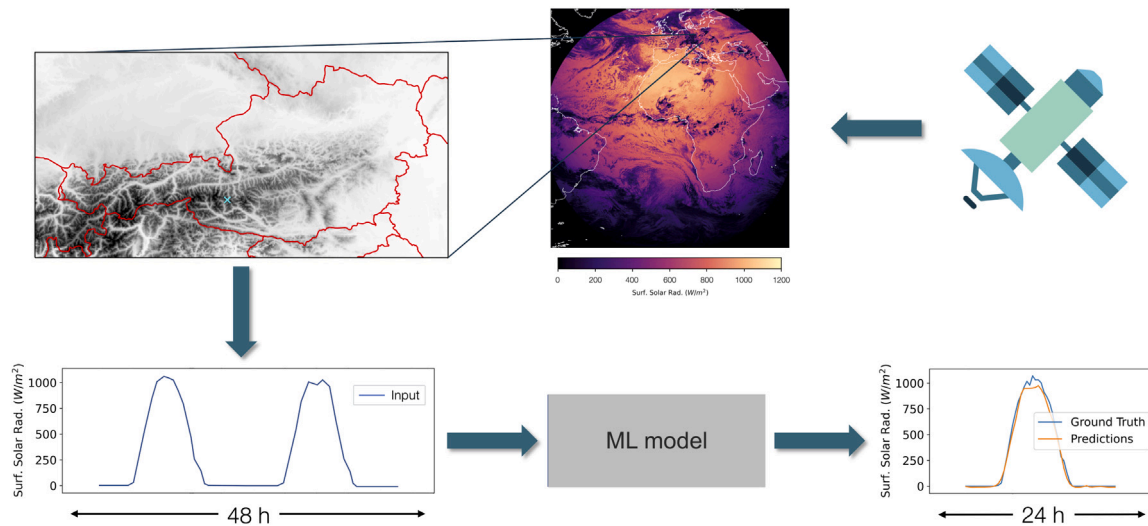 0 200 400 600 800 1000 1200
Surf. Solar Rad. (W/m²)
Surf. Solar Rad. (W/m²)
1000
750
500
250
0
Input
48 h
ML model
Surf. Solar Rad. (W/m²)
1000
750
500
250
0
Ground Truth
Predictions
24 h